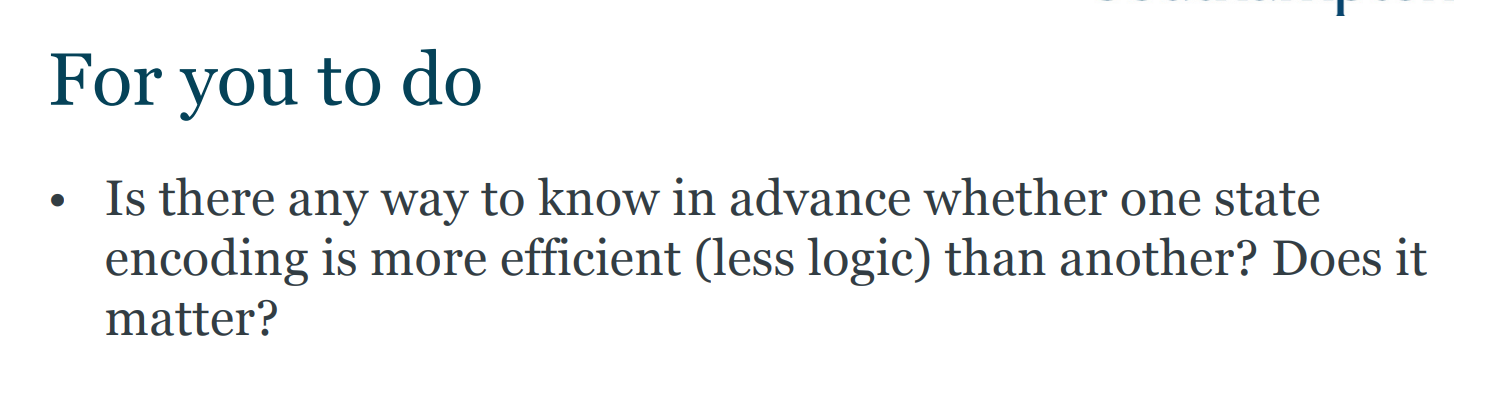 For you to do
• Is there any way to know in advance whether one state
encoding is more efficient (less logic) than another? Does it
matter?